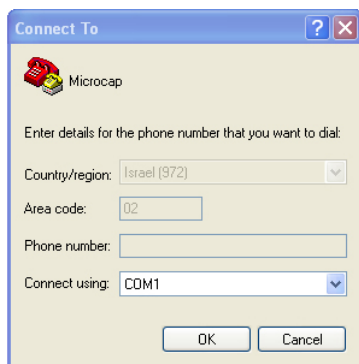 Connect To
Microcap
Enter details for the phone number that you want to dial:
Country/region: Israel (972)
Area code: 02
Phone number:
Connect using: COM1
OK Cancel